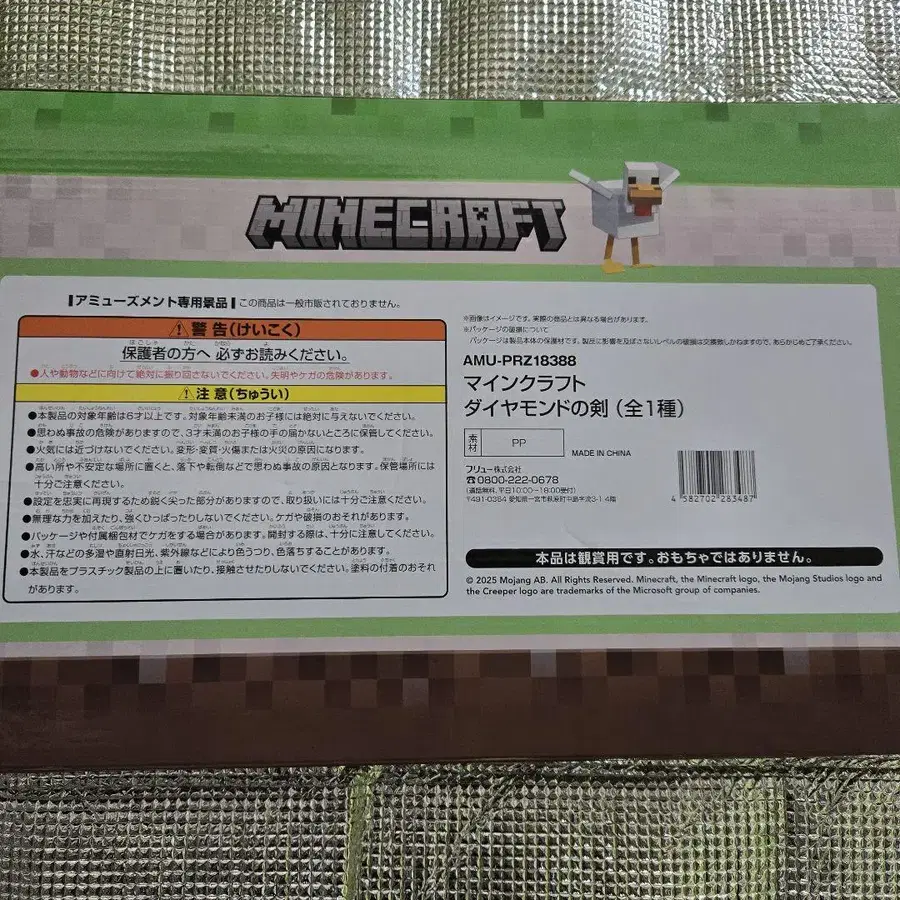 MINECRAFT
アミューズメント専用景品 この商品は一般市販されておりません。
⚠警告(けいこく)
保護者の方へ 必ずお読みください。
●人や動物などに向けて絶対に振り回さないでください。失明やケガの危険があります。
⚠注意(ちゅうい)
●本製品の対象年齢は6才以上です。対象年齢未満のお子様には絶対に与えないでください。
●思わぬ事故の危険がありますので、3才未満のお子様の手の届かないところに保管してください。
●火気には近づけないでください。変形・変質・火傷または火災の原因になります。
●高い所や不安定な場所に置くと、落下や転倒などで思わぬ事故の原因となります。保管場所には
十分ご注意ください。
●設定を忠実に再現するため鋭く尖った部分がありますので、取り扱いには十分ご注意ください。
●無理な力を加えたり、強くひっぱったりしないでください。ケガや破損のおそれがあります。
●パッケージや付属梱包材でケガをする場合があります。開封する際は、十分に注意してください。
●水、汗などの多湿や直射日光、紫外線などにより色うつり、色落ちすることがあります。
●本製品をプラスチック製品の上に置いたり、接触させたりしないでください。塗料の付着のおそれ
があります。
※画像はイメージです。実際の商品とは異なる場合があります。
※パッケージの破損について
パッケージは製品本体の保護材です。製品に影響を及ぼさないレベルの破損は交換致しかねますので、あらかじめご了承ください。
AMU-PRZ18388
マインクラフト
ダイヤモンドの剣(全1種)
素材 PP MADE IN CHINA
フリュー株式会社
☎0800-222-0678
(通話無料、平日10:00〜18:00受付)
〒491-0364 愛知県一宮市萩原町中島字流3-1.4階
4 582702 283487
本品は観賞用です。おもちゃではありません。
© 2025 Mojang AB. All Rights Reserved. Minecraft, the Minecraft logo, the Mojang Studios logo and
the Creeper logo are trademarks of the Microsoft group of companies.